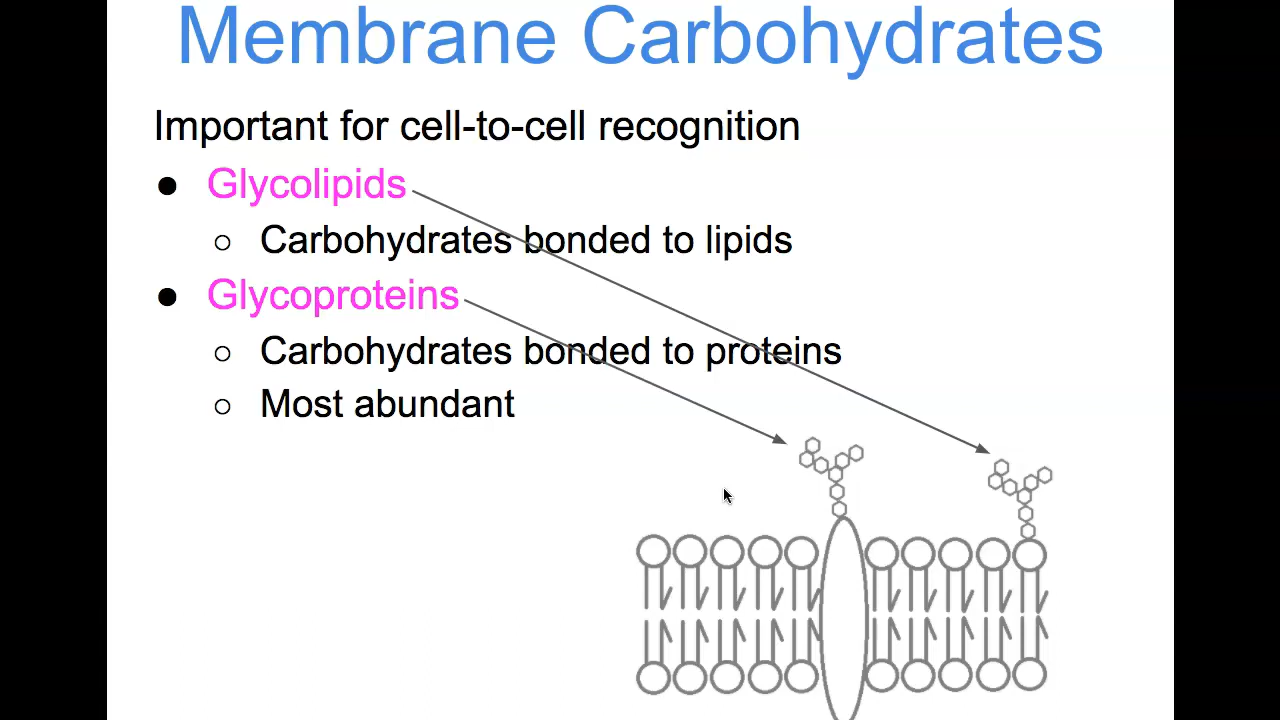 Membrane Carbohydrates
Important for cell-to-cell recognition
● Glycolipids
○ Carbohydrates bonded to lipids
● Glycoproteins
○ Carbohydrates bonded to proteins
○ Most abundant